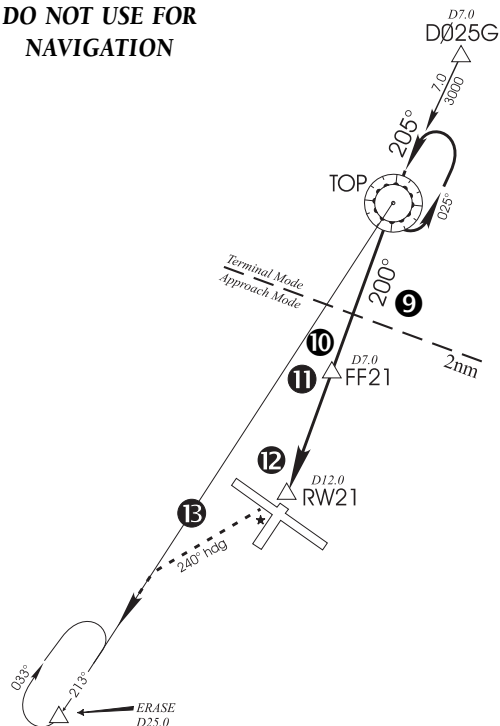 DO NOT USE FOR
NAVIGATION
D7.0
DØ25G
7.0
3000
205°
TOP
025°
Terminal Mode
Approach Mode
200°
9
2nm
10
D7.0
11
FF21
12
D12.0
RW21
13
240° hdg
033°
213°
ERASE
D25.0